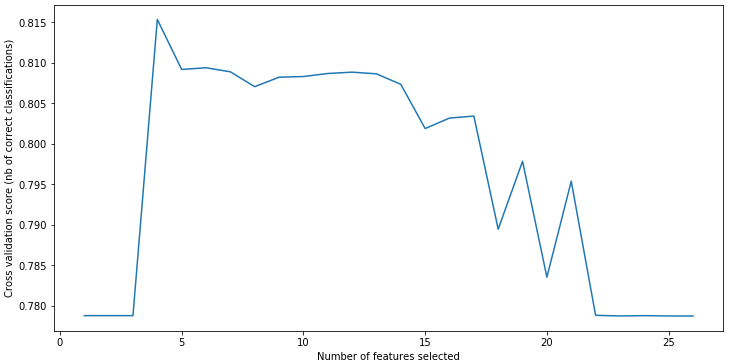 Cross validation score (nb of correct classifications)
0.815
0.810
0.805
0.800
0.795
0.790
0.785
0.780
0 5 10 15 20 25
Number of features selected